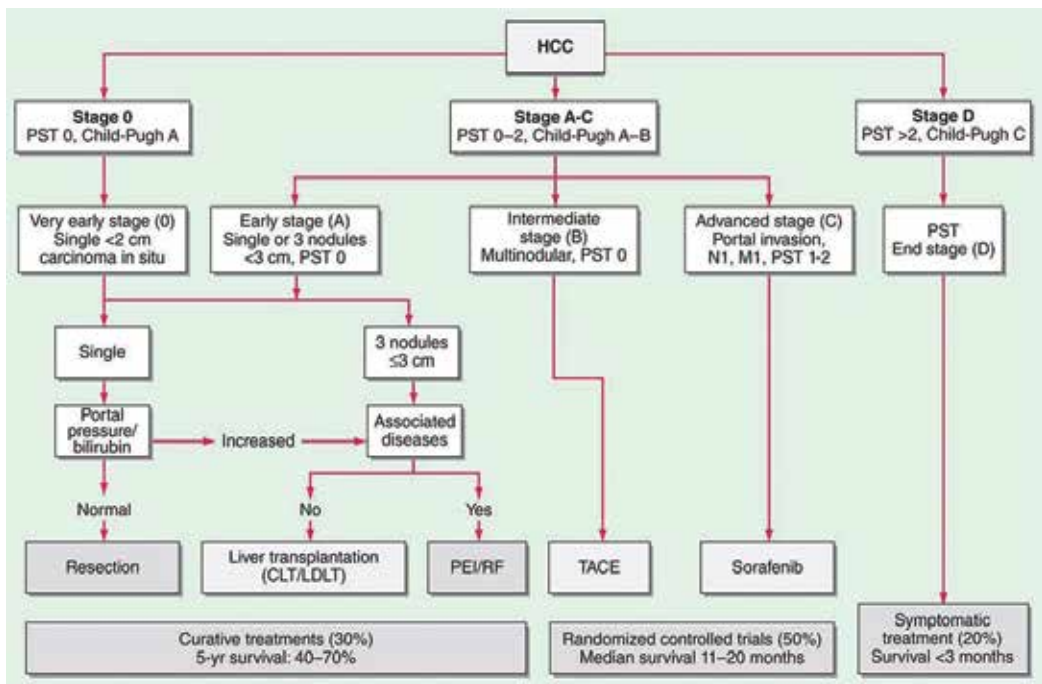 HCC
Stage 0
PST 0, Child-Pugh A
Stage A-C
PST 0–2, Child-Pugh A–B
Stage D
PST >2, Child-Pugh C
Very early stage (0)
Single <2 cm
carcinoma in situ
Early stage (A)
Single or 3 nodules
<3 cm, PST 0
Intermediate
stage (B)
Multinodular, PST 0
Advanced stage (C)
Portal invasion,
N1, M1, PST 1-2
PST
End stage (D)
Single
3 nodules
≤3 cm
Portal
pressure/
bilirubin
Increased
Associated
diseases
Normal
No
Yes
Resection
Liver transplantation
(CLT/LDLT)
PEI/RF
TACE
Sorafenib
Curative treatments (30%)
5-yr survival: 40–70%
Randomized controlled trials (50%)
Median survival 11–20 months
Symptomatic
treatment (20%)
Survival <3 months